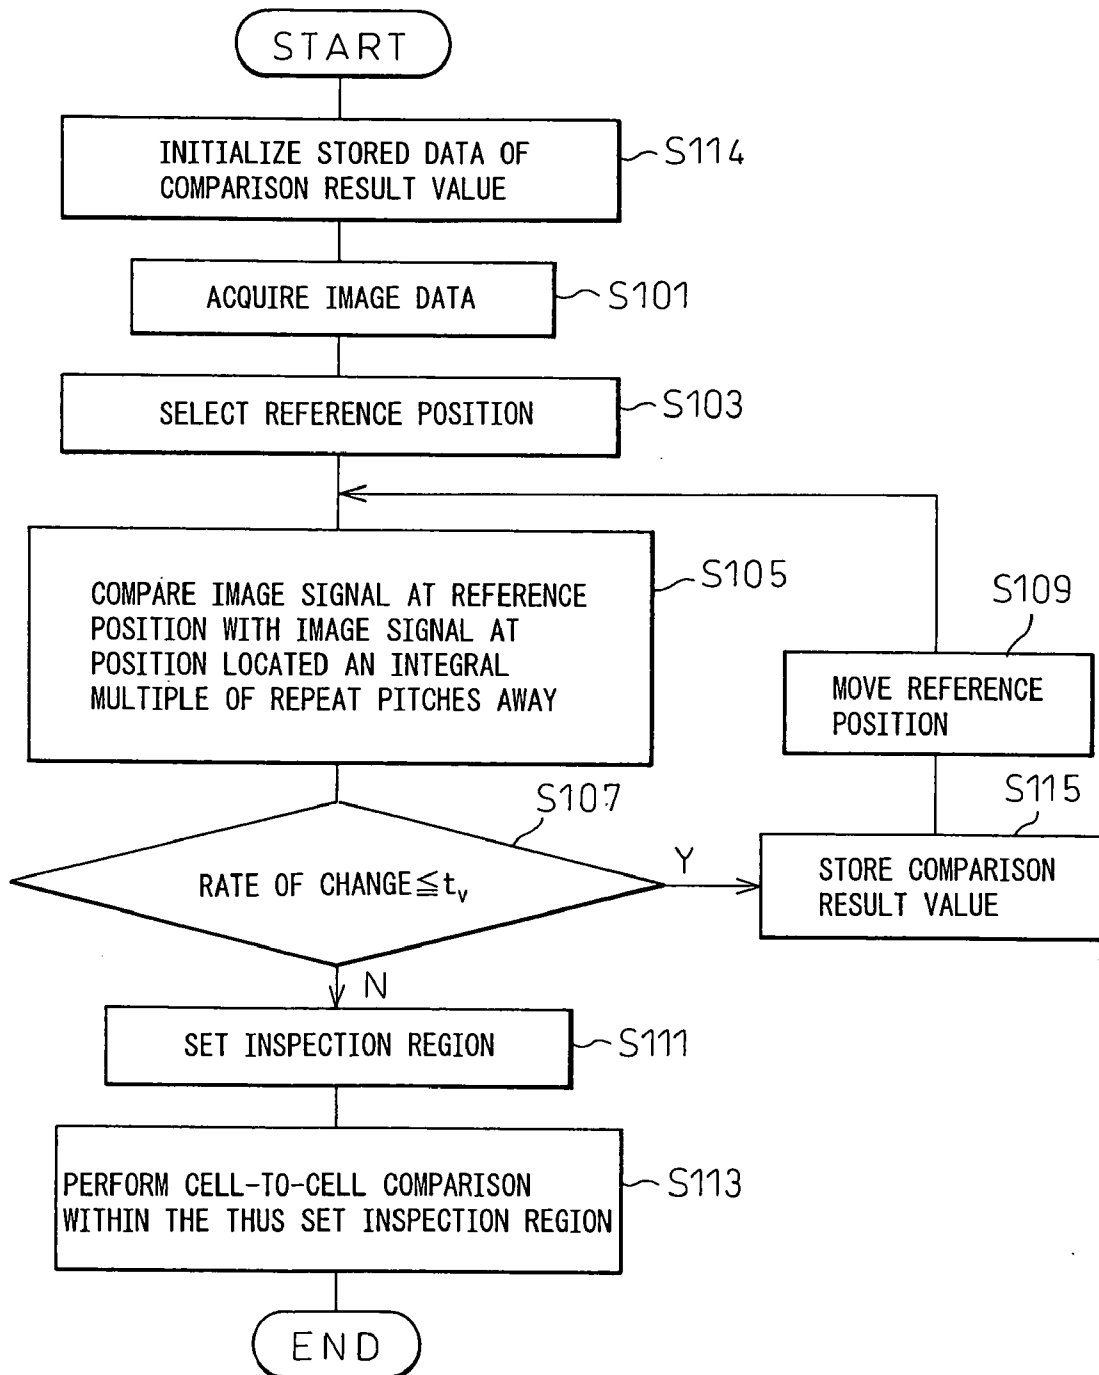 START
INITIALIZE STORED DATA OF
COMPARISON RESULT VALUE
S114
ACQUIRE IMAGE DATA
S101
SELECT REFERENCE POSITION
S103
COMPARE IMAGE SIGNAL AT REFERENCE
POSITION WITH IMAGE SIGNAL AT
POSITION LOCATED AN INTEGRAL
MULTIPLE OF REPEAT PITCHES AWAY
S105
S109
MOVE REFERENCE
POSITION
S107
RATE OF CHANGE≦tv
Y
S115
STORE COMPARISON
RESULT VALUE
N
SET INSPECTION REGION
S111
PERFORM CELL-TO-CELL COMPARISON
WITHIN THE THUS SET INSPECTION REGION
S113
END